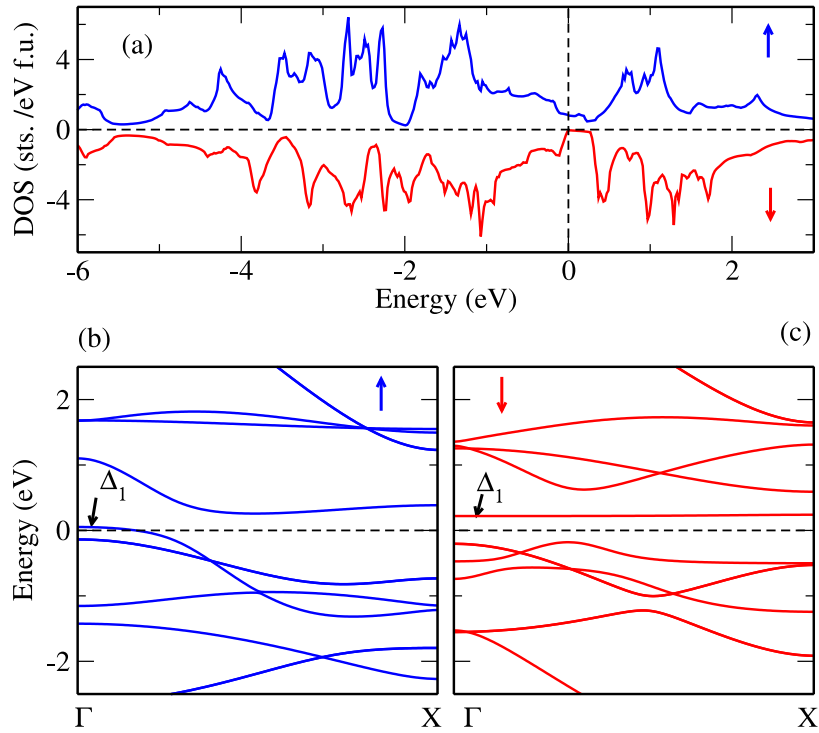 (a)
DOS (sts. /eV f.u.)
4
0
-4
-6
-4
-2
0
2
Energy (eV)
(b)
(c)
Energy (eV)
2
0
-2
Δ1
Δ1
Γ
X
Γ
X